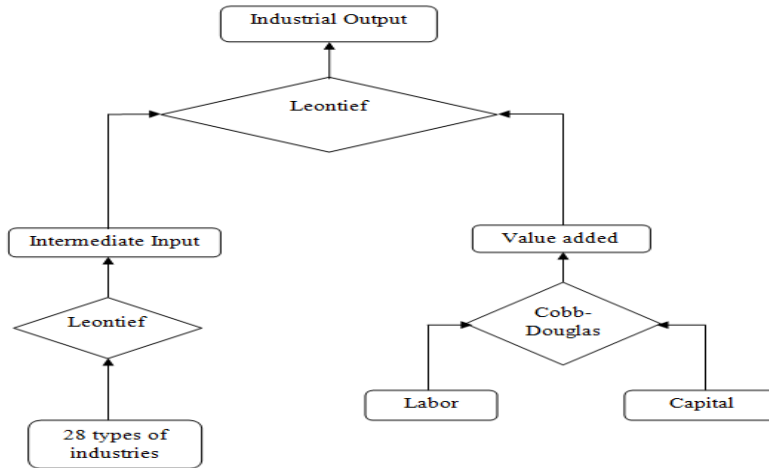 Industrial Output
Leontief
Intermediate Input
Value added
Leontief
Cobb-
Douglas
Labor
Capital
28 types of
industries